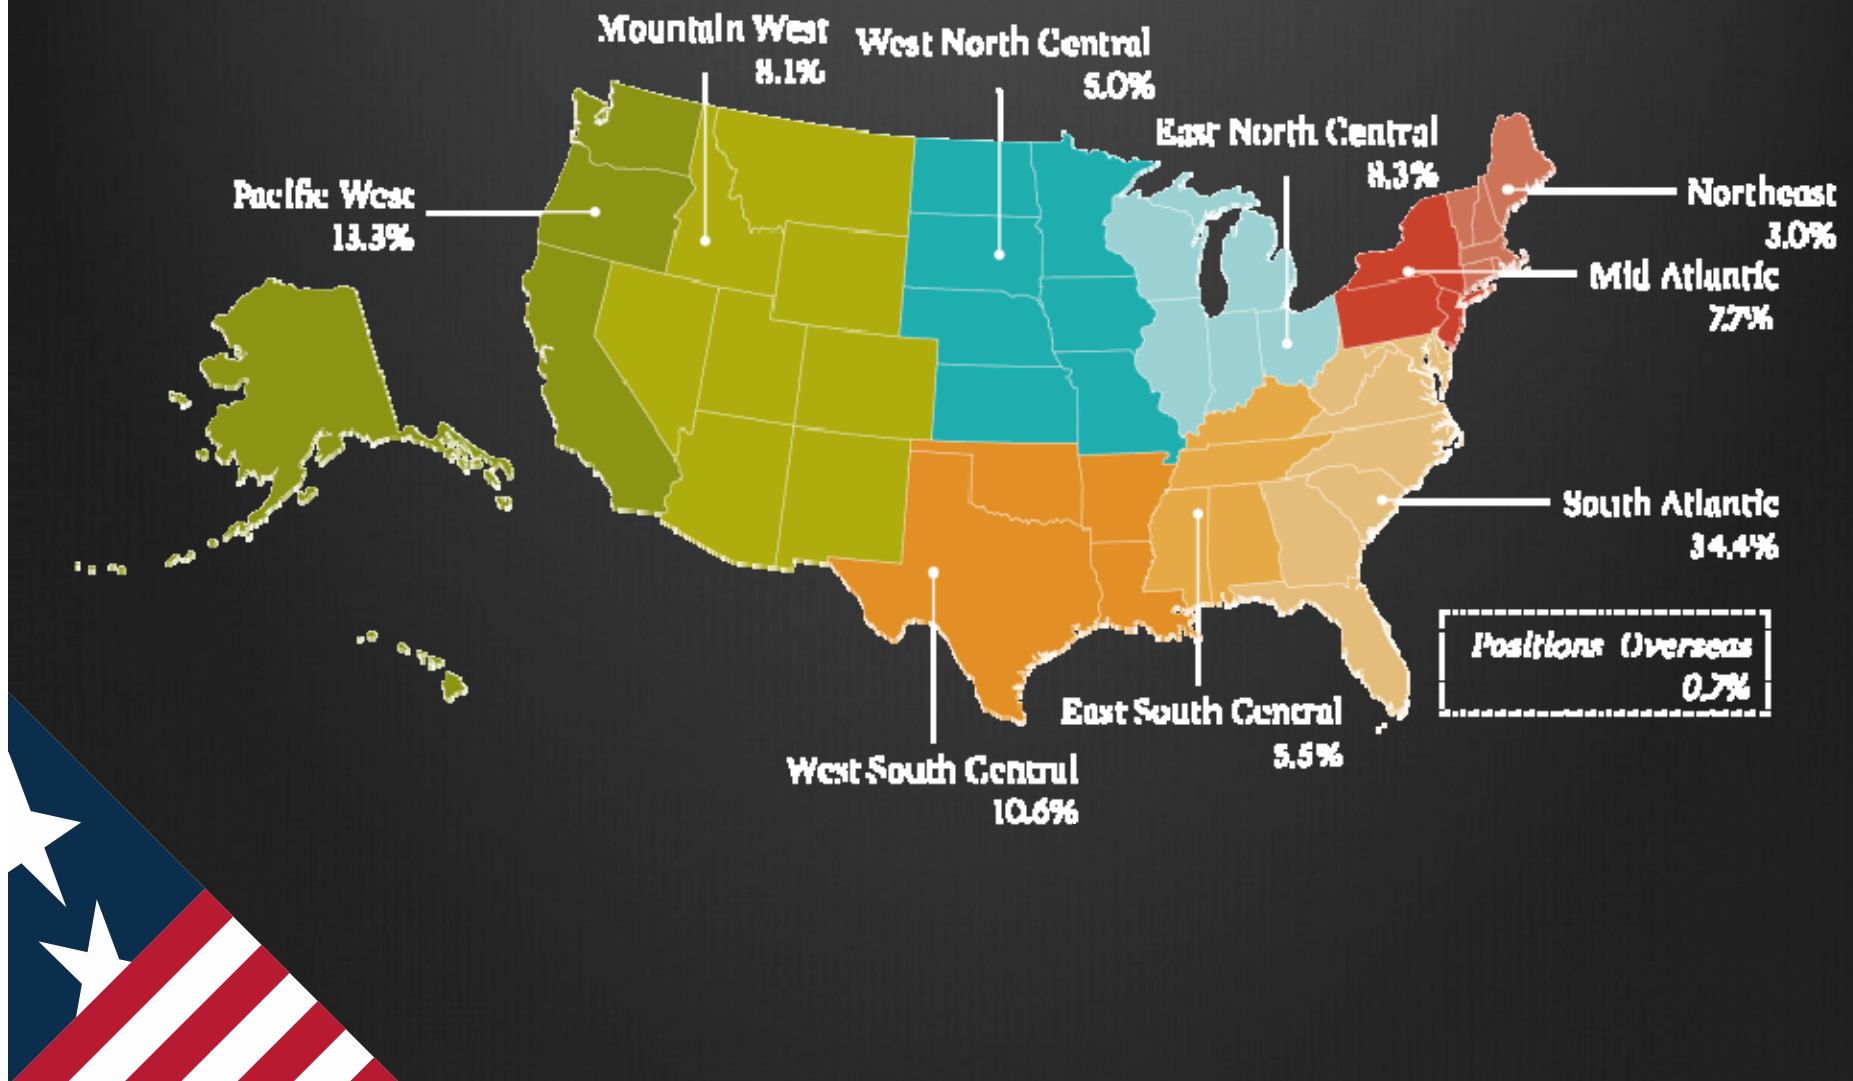 Mountain West
8.1%
West North Central
5.0%
East North Central
8.3%
Pacific West
13.3%
Northeast
3.0%
Mid Atlantic
7.7%
South Atlantic
34.4%
Positions Overseas
0.7%
East South Central
West South Central
10.6%